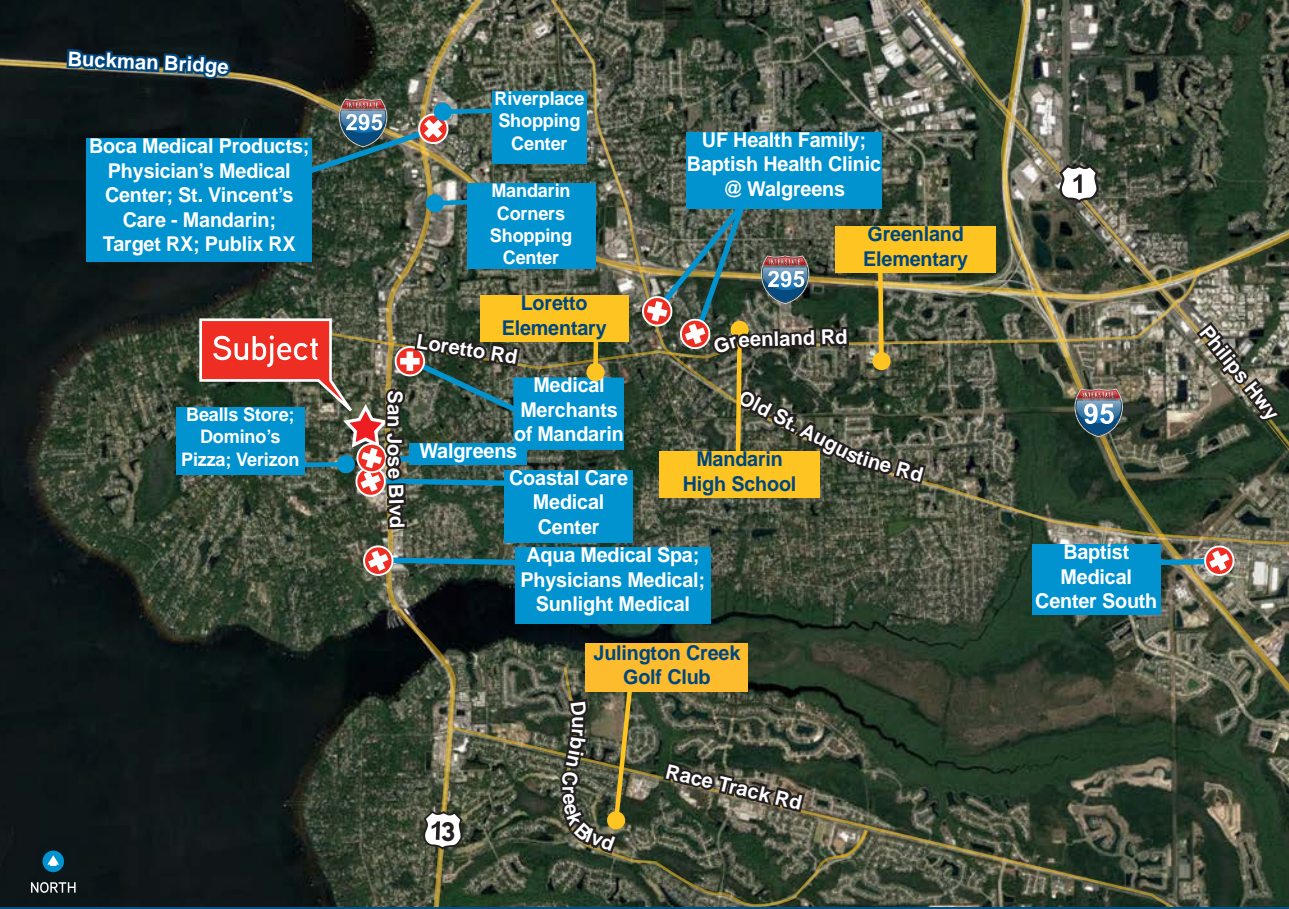 Buckman Bridge
INTERSTATE
295
Riverplace
Shopping
Center
Boca Medical Products;
Physician's Medical
Center; St. Vincent's
Care - Mandarin;
Target RX; Publix RX
UF Health Family;
Baptish Health Clinic
@ Walgreens
1
Mandarin
Corners
Shopping
Center
Greenland
Elementary
INTERSTATE
295
Loretto
Elementary
Subject
Loretto Rd
Greenland Rd
Philips Hwy
Medical
Merchants
of Mandarin
INTERSTATE
95
San Jose Blvd
Bealls Store;
Domino's
Pizza; Verizon
Walgreens
Old St. Augustine Rd
Mandarin
High School
Coastal Care
Medical
Center
Aqua Medical Spa;
Physicians Medical;
Sunlight Medical
Baptist
Medical
Center South
Julington Creek
Golf Club
Durbin Creek Blvd
Race Track Rd
13
NORTH